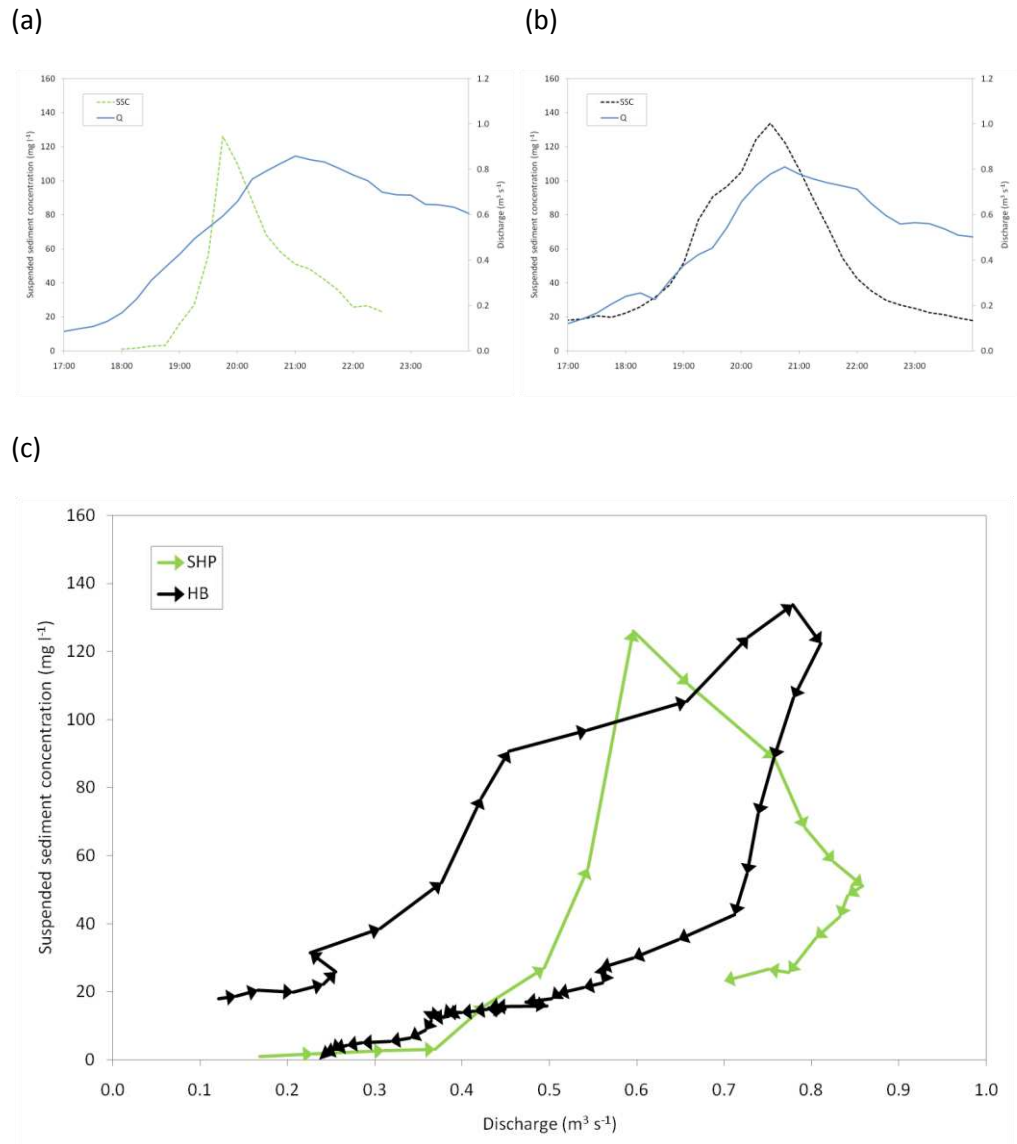 (a)
(b)
160
140
120
100
80
60
40
20
0
Suspended sediment concentration (mg l⁻¹)
SSC
Q
1.2
1.0
0.8
0.6
0.4
0.2
0.0
Discharge (m³ s⁻¹)
17:00 18:00 19:00 20:00 21:00 22:00 23:00
160
140
120
100
80
60
40
20
0
Suspended sediment concentration (mg l⁻¹)
SSC
Q
1.2
1.0
0.8
0.6
0.4
0.2
0.0
Discharge (m³ s⁻¹)
17:00 18:00 19:00 20:00 21:00 22:00 23:00
(c)
160
140
120
100
80
60
40
20
0
Suspended sediment concentration (mg l⁻¹)
SHP
HB
0.0 0.1 0.2 0.3 0.4 0.5 0.6 0.7 0.8 0.9 1.0
Discharge (m³ s⁻¹)